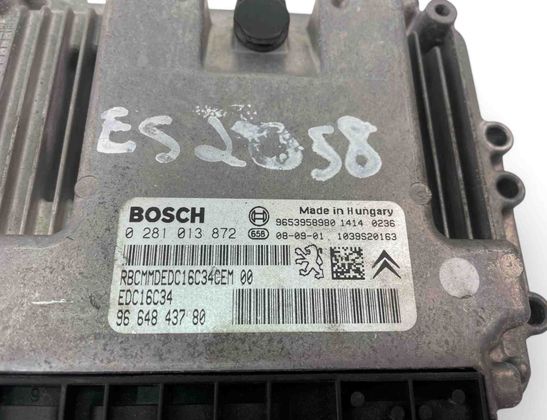 ES2058
BOSCH
Made in Hungary
9653958980 1414 0236
0 281 013 872
658
08-09-01
1039S20163
RBCMMDEDC16C34CEM 00
EDC16C34
96 648 437 80